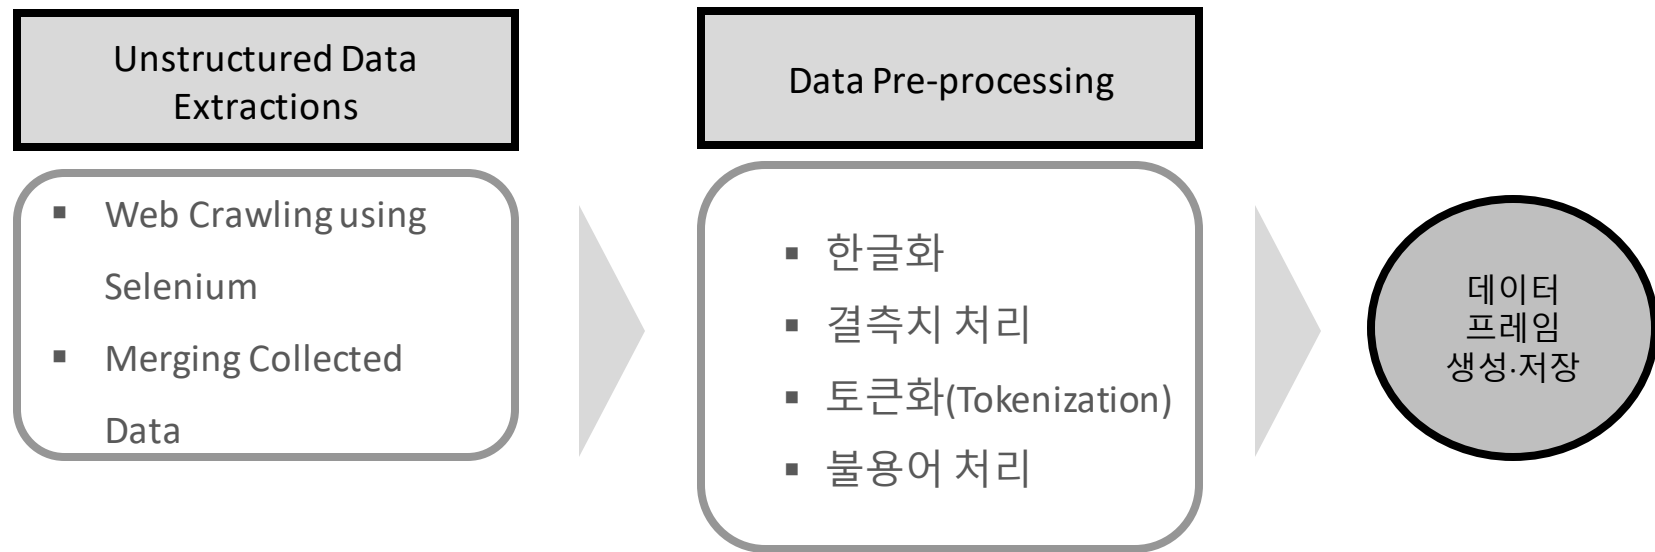 Unstructured Data
Extractions
▪ Web Crawling using
Selenium
▪ Merging Collected
Data
Data Pre-processing
▪ 한글화
▪ 결측치 처리
▪ 토큰화(Tokenization)
▪ 불용어 처리
데이터
프레임
생성·저장